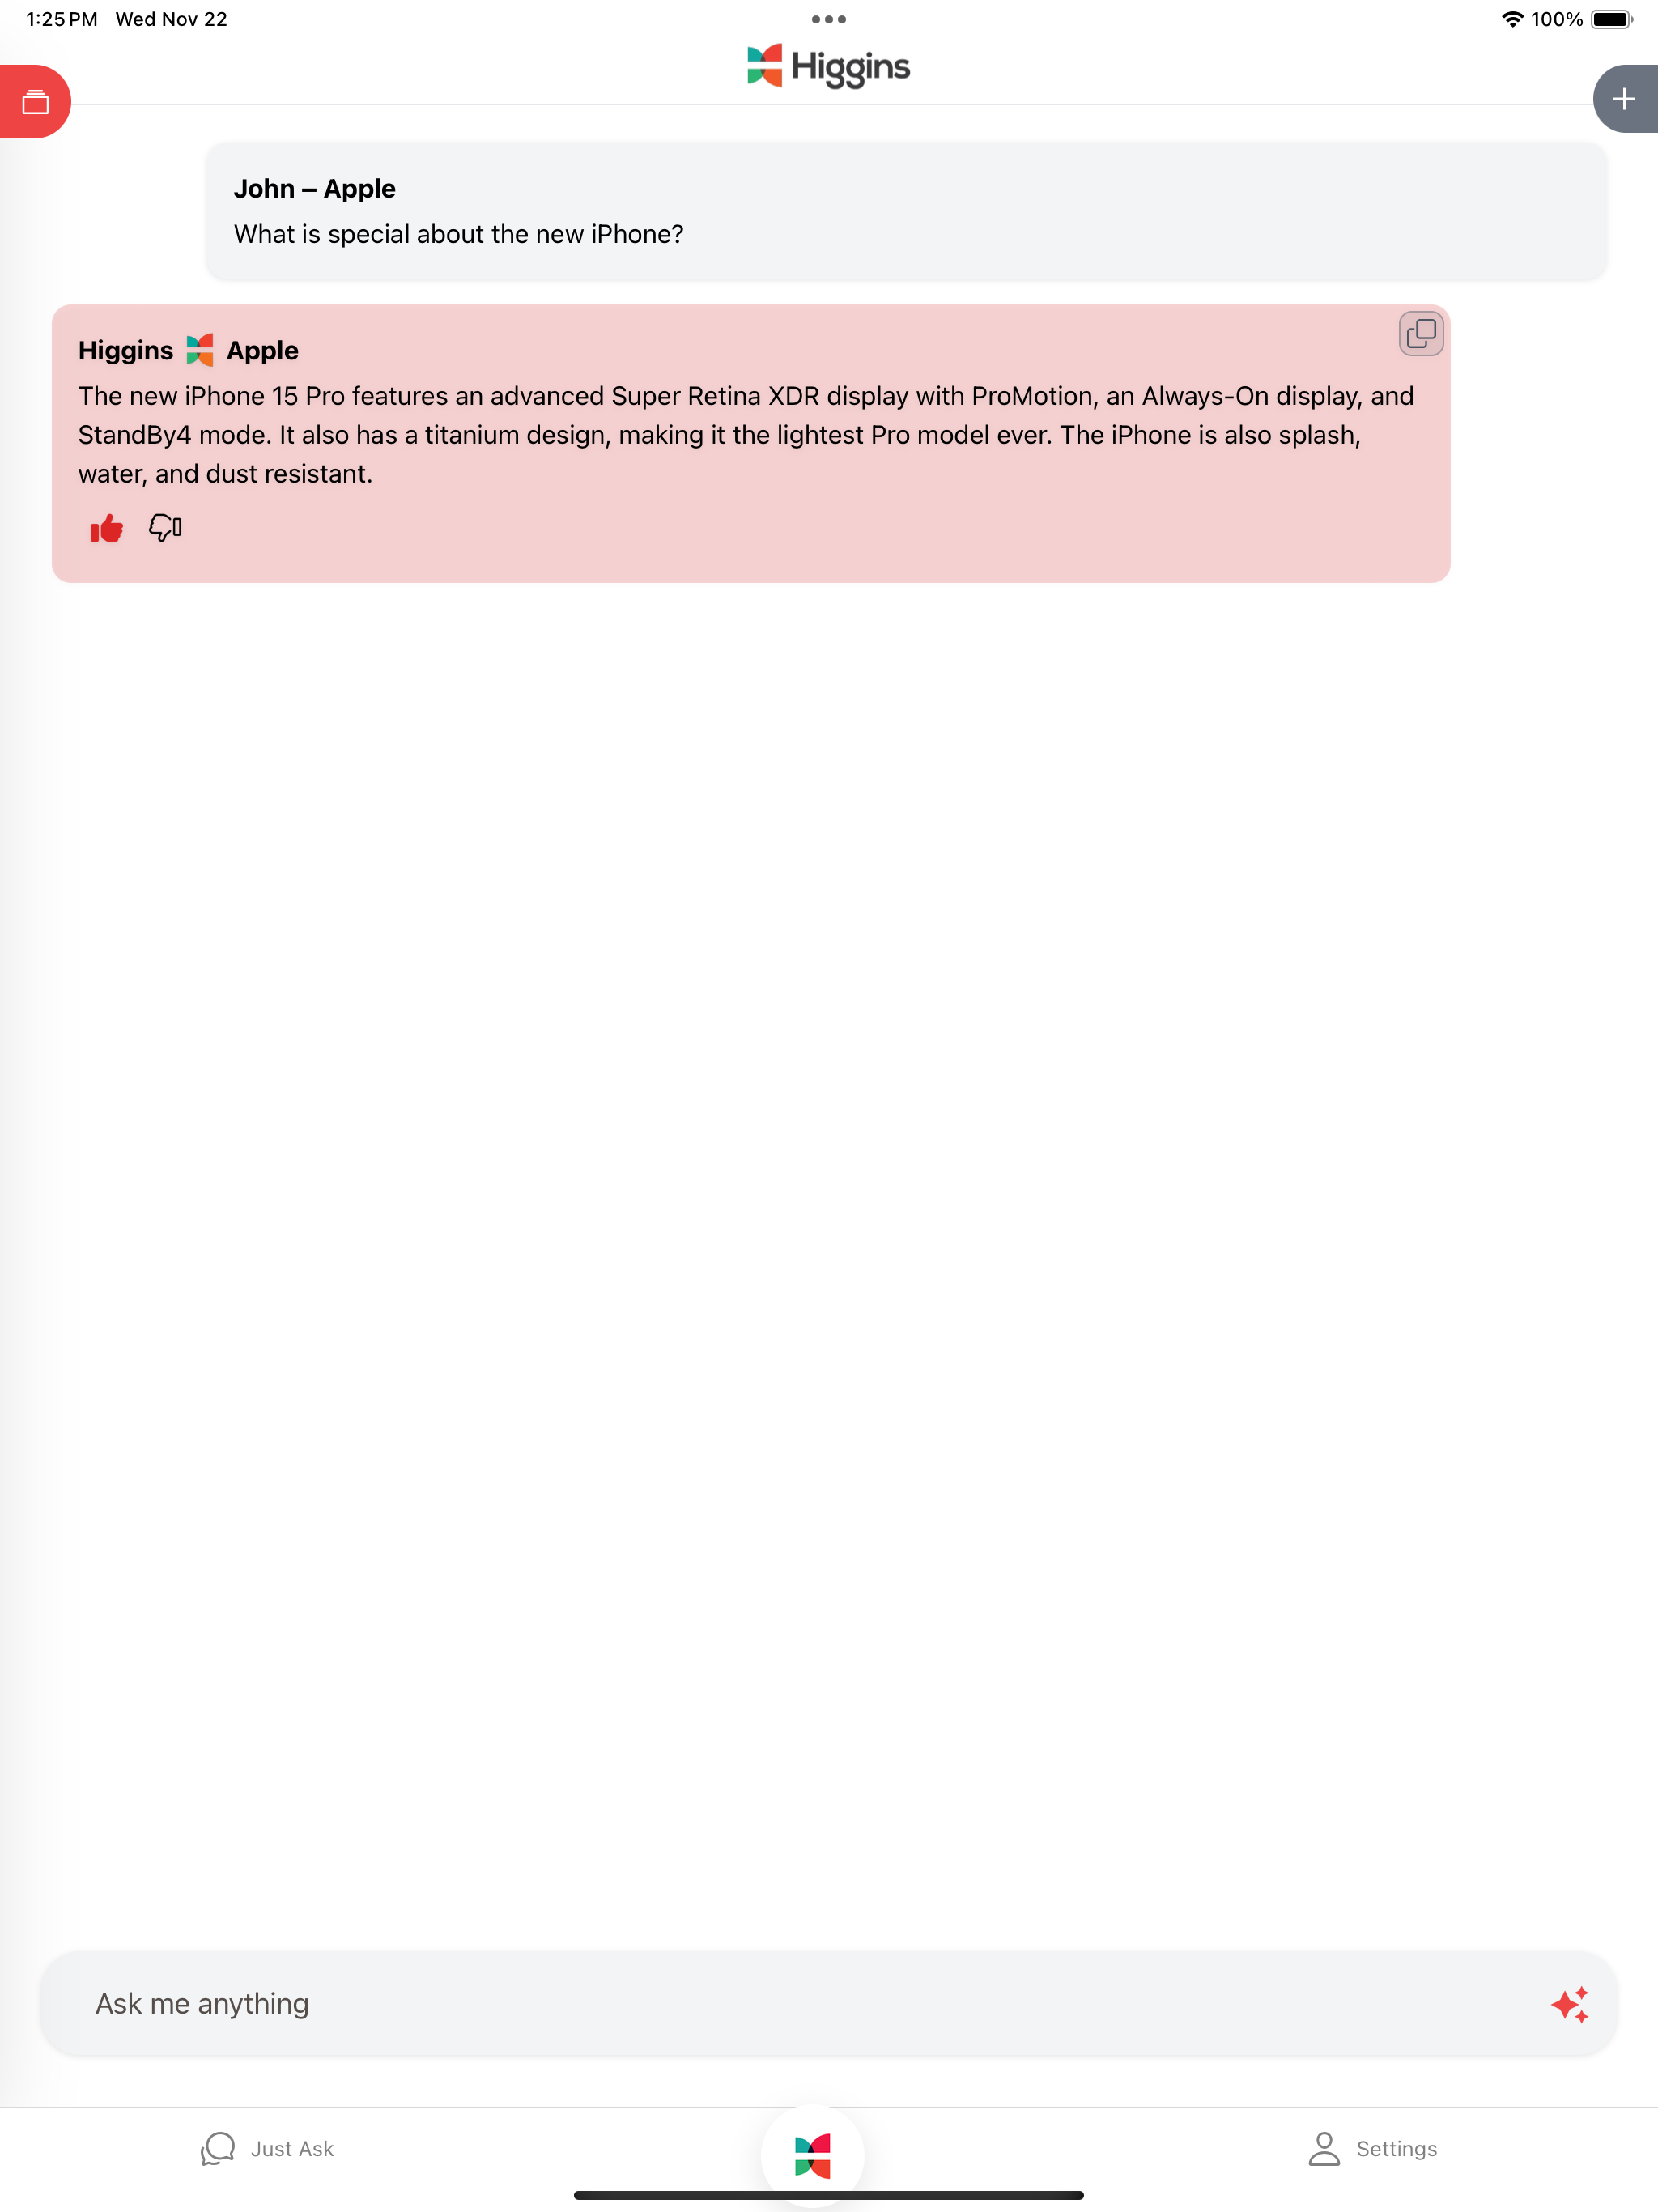 1:25 PM Wed Nov 22
100%
Higgins
John – Apple
What is special about the new iPhone?
Higgins Apple
The new iPhone 15 Pro features an advanced Super Retina XDR display with ProMotion, an Always-On display, and
StandBy4 mode. It also has a titanium design, making it the lightest Pro model ever. The iPhone is also splash,
water, and dust resistant.
Ask me anything
Just Ask
Settings